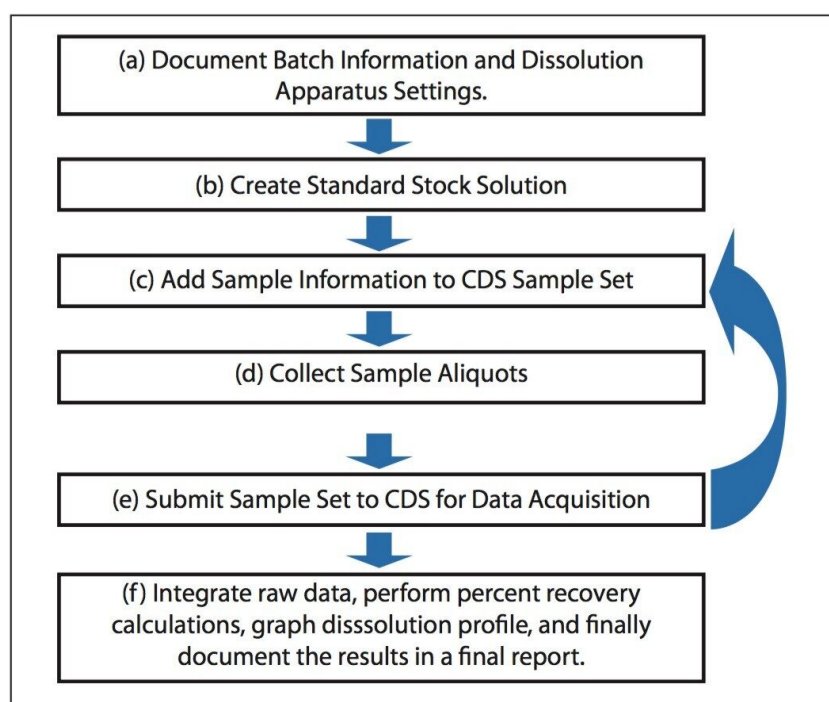 (a) Document Batch Information and Dissolution
Apparatus Settings.
(b) Create Standard Stock Solution
(c) Add Sample Information to CDS Sample Set
(d) Collect Sample Aliquots
(e) Submit Sample Set to CDS for Data Acquisition
(f) Integrate raw data, perform percent recovery
calculations, graph disssolution profile, and finally
document the results in a final report.